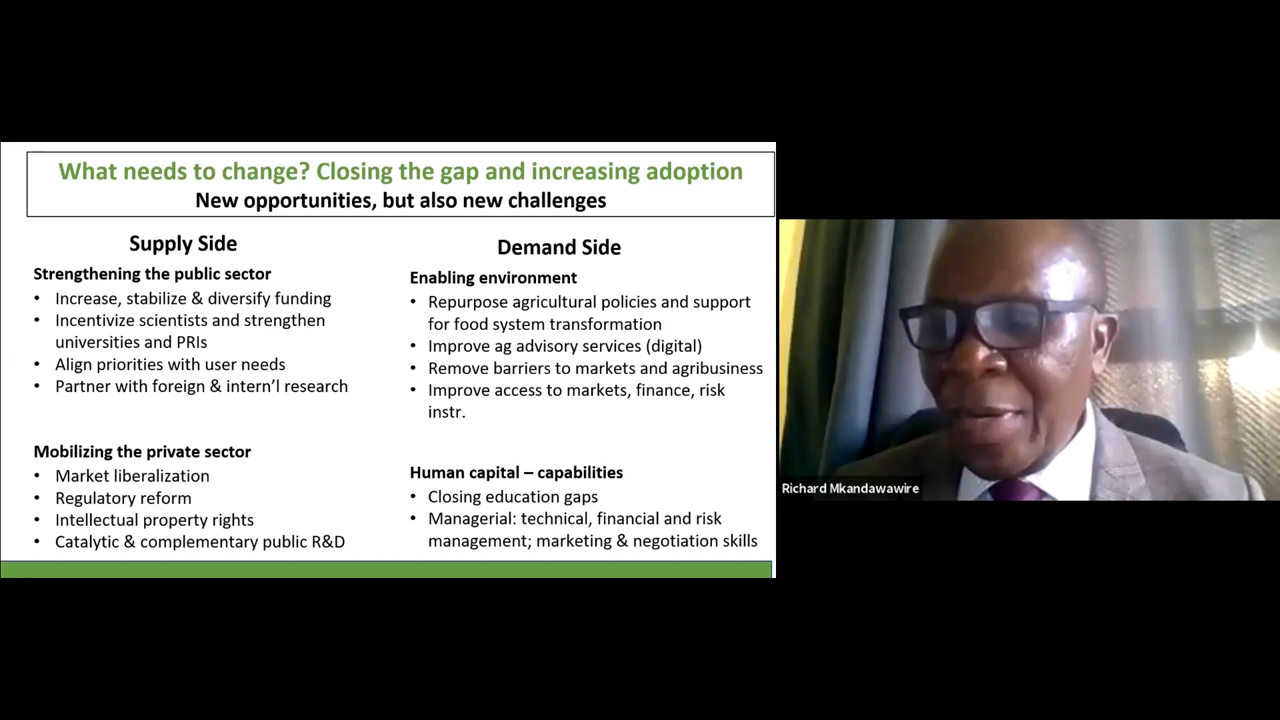 What needs to change? Closing the gap and increasing adoption
New opportunities, but also new challenges
Supply Side
Strengthening the public sector
• Increase, stabilize & diversify funding
• Incentivize scientists and strengthen
universities and PRIs
• Align priorities with user needs
• Partner with foreign & intern’l research
Mobilizing the private sector
• Market liberalization
• Regulatory reform
• Intellectual property rights
• Catalytic & complementary public R&D
Demand Side
Enabling environment
• Repurpose agricultural policies and support
for food system transformation
• Improve ag advisory services (digital)
• Remove barriers to markets and agribusiness
• Improve access to markets, finance, risk
instr.
Human capital – capabilities
• Closing education gaps
• Managerial: technical, financial and risk
management; marketing & negotiation skills
Richard Mkandawawire